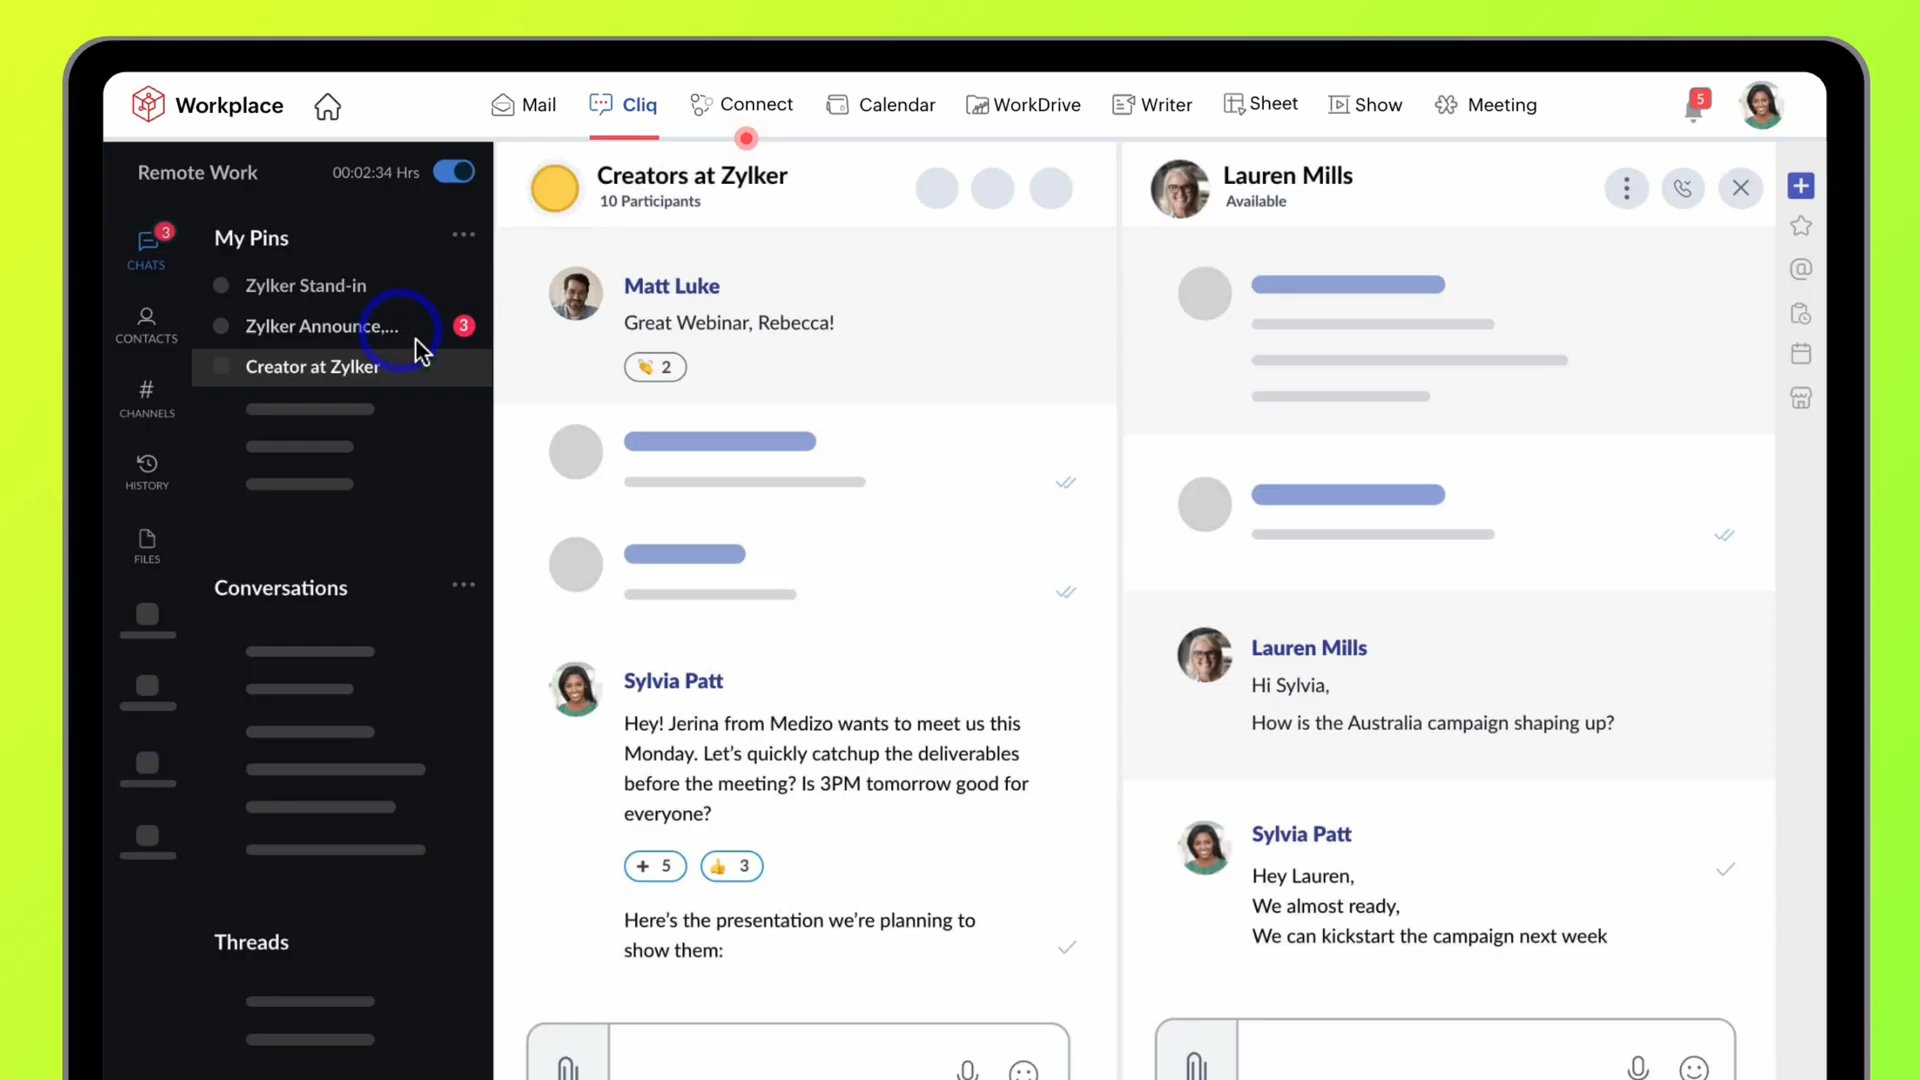 Workplace
Mail
Cliq
Connect
Calendar
WorkDrive
Writer
Sheet
Show
Meeting
5
Remote Work
00:02:34 Hrs
3
CHATS
CONTACTS
CHANNELS
HISTORY
FILES
My Pins
Zylker Stand-in
Zylker Announce,...
3
Creator at Zylker
Conversations
Threads
Creators at Zylker
10 Participants
Matt Luke
Great Webinar, Rebecca!
2
Sylvia Patt
Hey! Jerina from Medizo wants to meet us this
Monday. Let’s quickly catchup the deliverables
before the meeting? Is 3PM tomorrow good for
everyone?
+ 5
3
Here’s the presentation we’re planning to
show them:
Lauren Mills
Available
Lauren Mills
Hi Sylvia,
How is the Australia campaign shaping up?
Sylvia Patt
Hey Lauren,
We almost ready,
We can kickstart the campaign next week